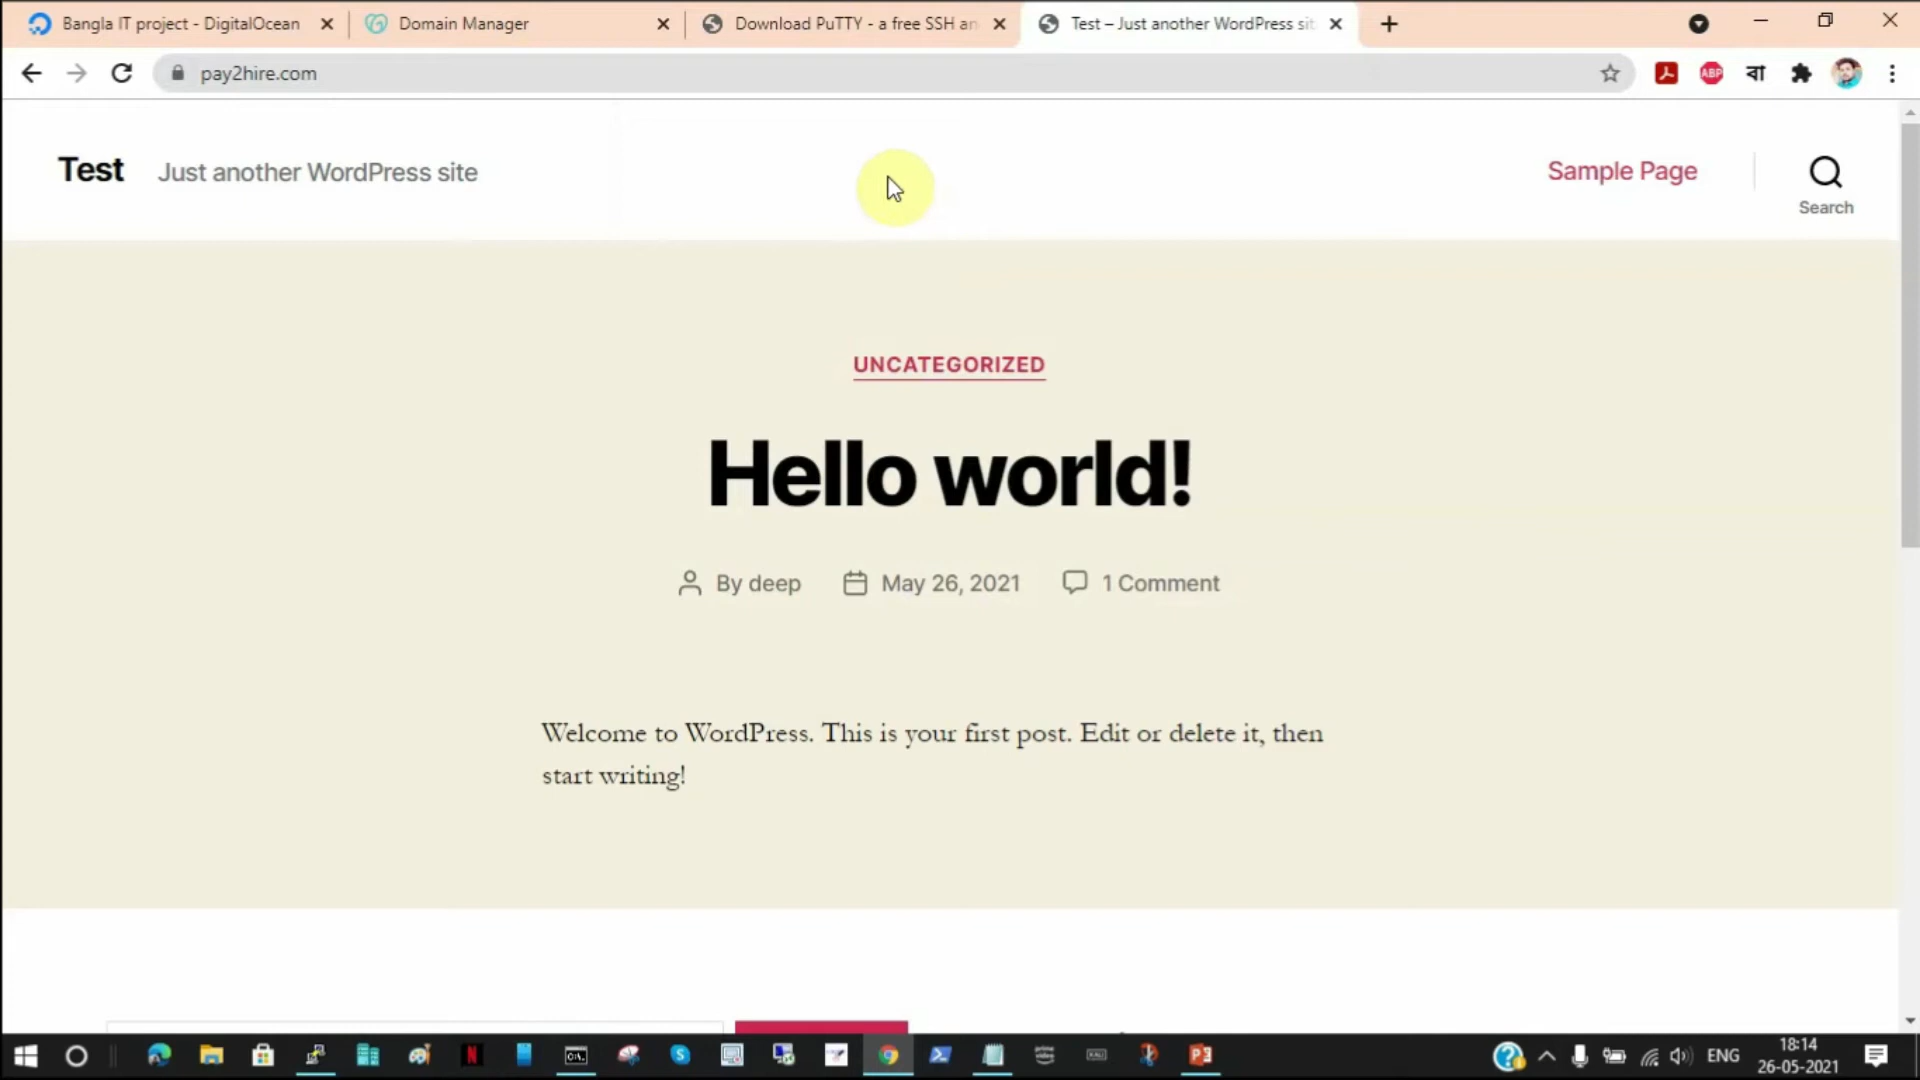 Bangla IT project - DigitalOcean
Domain Manager
Download PuTTY - a free SSH an
Test – Just another WordPress sit
pay2hire.com
ABP
বা
Test
Just another WordPress site
Sample Page
Search
UNCATEGORIZED
Hello world!
By deep
May 26, 2021
1 Comment
Welcome to WordPress. This is your first post. Edit or delete it, then
start writing!
ENG
18:14
26-05-2021